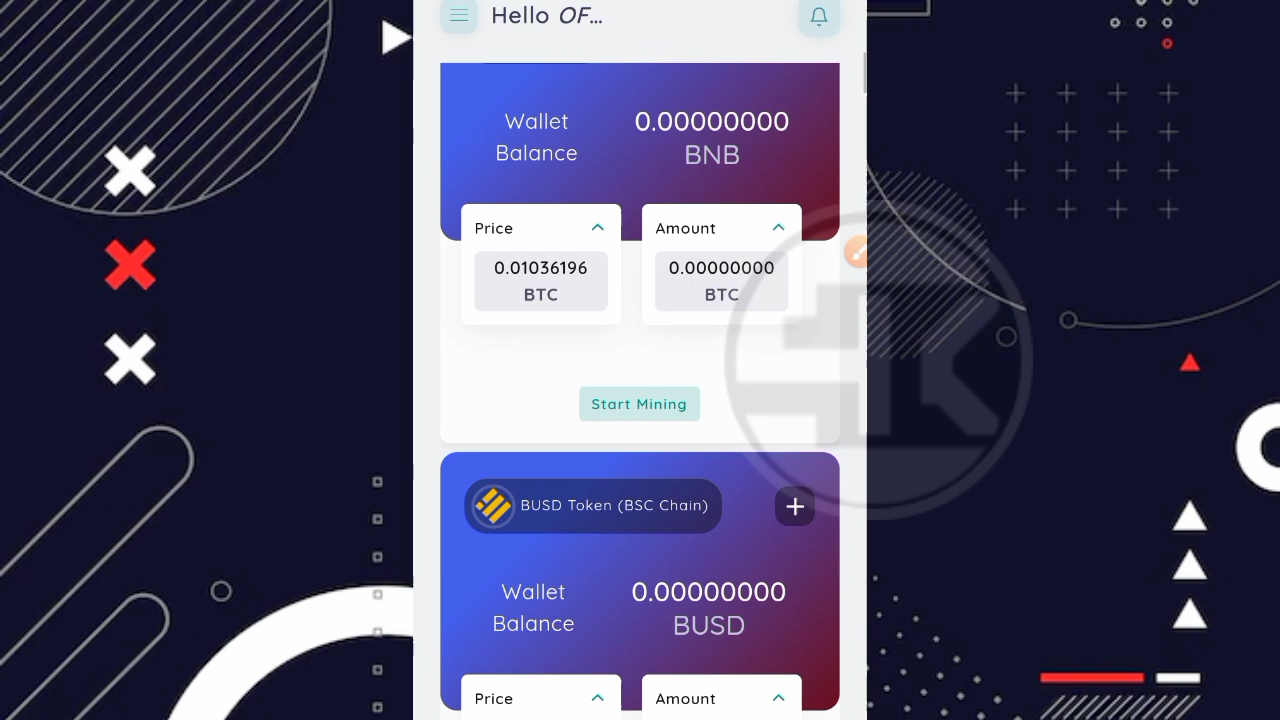 Hello OF...
Wallet
Balance
0.00000000
BNB
Price
0.01036196
BTC
Amount
0.00000000
BTC
Start Mining
BUSD Token (BSC Chain)
Wallet
Balance
0.00000000
BUSD
Price
Amount